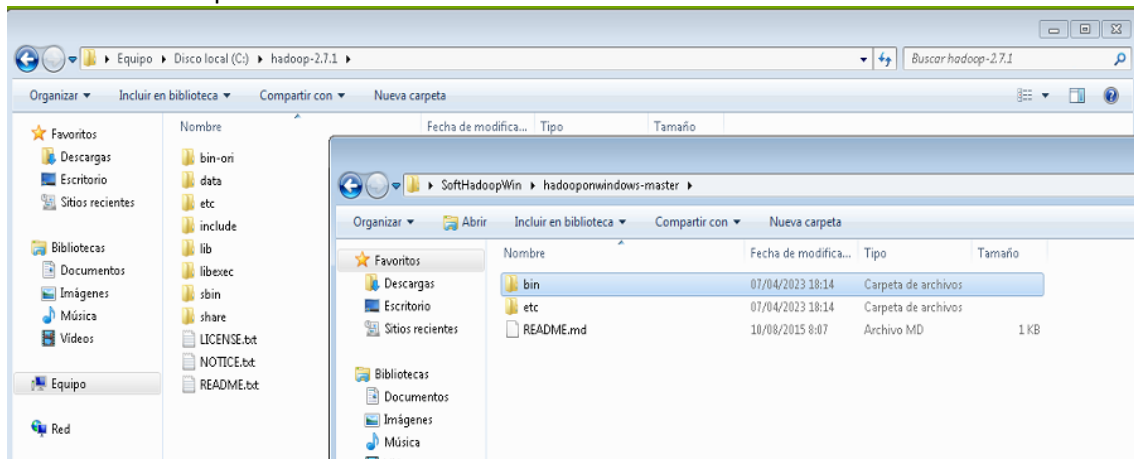 Equipo ▸ Disco local (C:) ▸ hadoop-2.7.1 ▸
Buscar hadoop-2.7.1
Organizar ▾ Incluir en biblioteca ▾ Compartir con ▾ Nueva carpeta
Favoritos
Descargas
Escritorio
Sitios recientes
Bibliotecas
Documentos
Imágenes
Música
Vídeos
Equipo
Red
Nombre Fecha de modifica... Tipo Tamaño
bin-ori
data
etc
include
lib
libexec
sbin
share
LICENSE.txt
NOTICE.txt
README.txt
SoftHadoopWin ▸ hadooponwindows-master ▸
Organizar ▾ Abrir Incluir en biblioteca ▾ Compartir con ▾ Nueva carpeta
Favoritos
Descargas
Escritorio
Sitios recientes
Bibliotecas
Documentos
Imágenes
Música
Nombre Fecha de modifica... Tipo Tamaño
bin 07/04/2023 18:14 Carpeta de archivos
etc 07/04/2023 18:14 Carpeta de archivos
README.md 10/08/2015 8:07 Archivo MD 1 KB